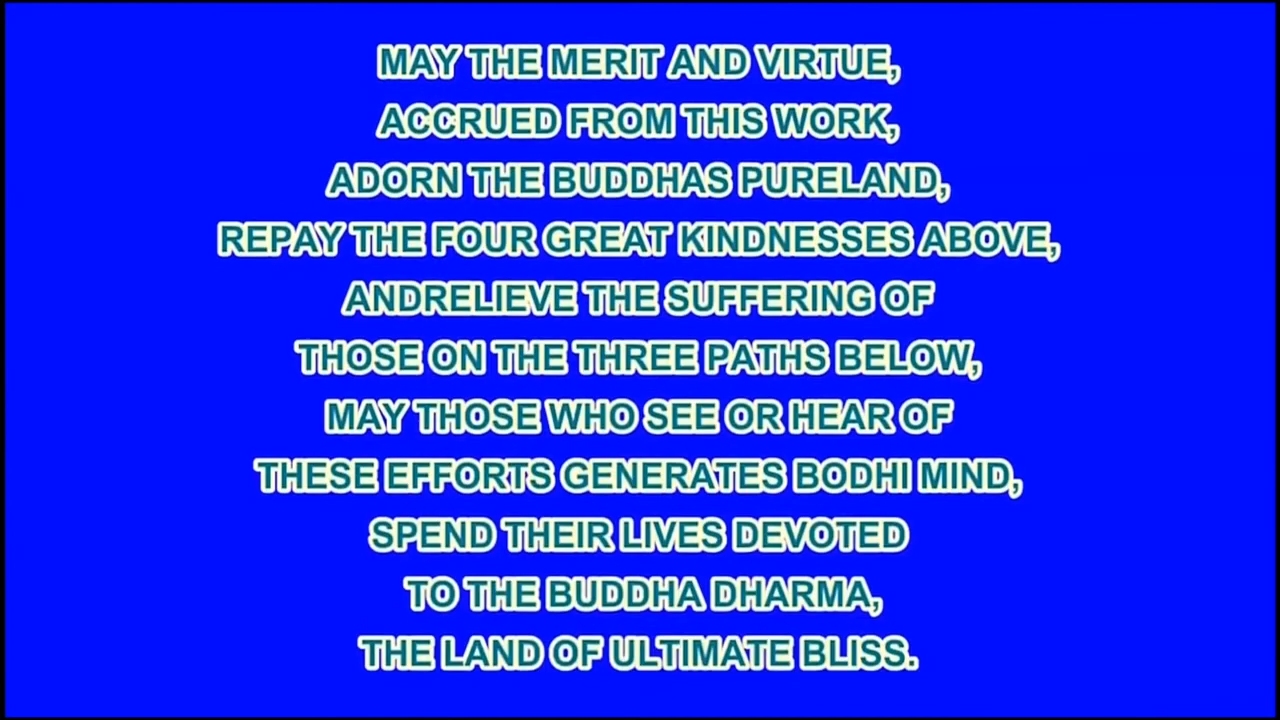 MAY THE MERIT AND VIRTUE,
ACCRUED FROM THIS WORK,
ADORN THE BUDDHAS PURELAND,
REPAY THE FOUR GREAT KINDNESSES ABOVE,
ANDRELIEVE THE SUFFERING OF
THOSE ON THE THREE PATHS BELOW,
MAY THOSE WHO SEE OR HEAR OF
THESE EFFORTS GENERATES BODHI MIND,
SPEND THEIR LIVES DEVOTED
TO THE BUDDHA DHARMA,
THE LAND OF ULTIMATE BLISS.